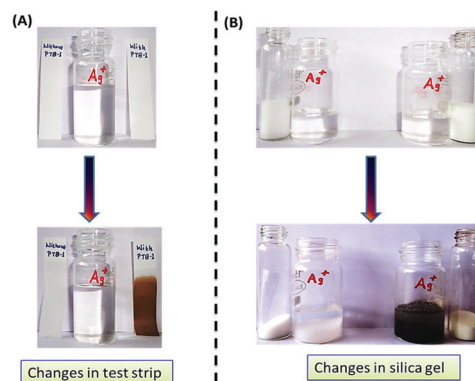 (A)
Without
PTB-1
With
PTB-1
Ag+
Without
PTB-1
With
PTB-1
Ag+
Changes in test strip
(B)
Ag+
Ag+
Ag+
Ag+
Changes in silica gel